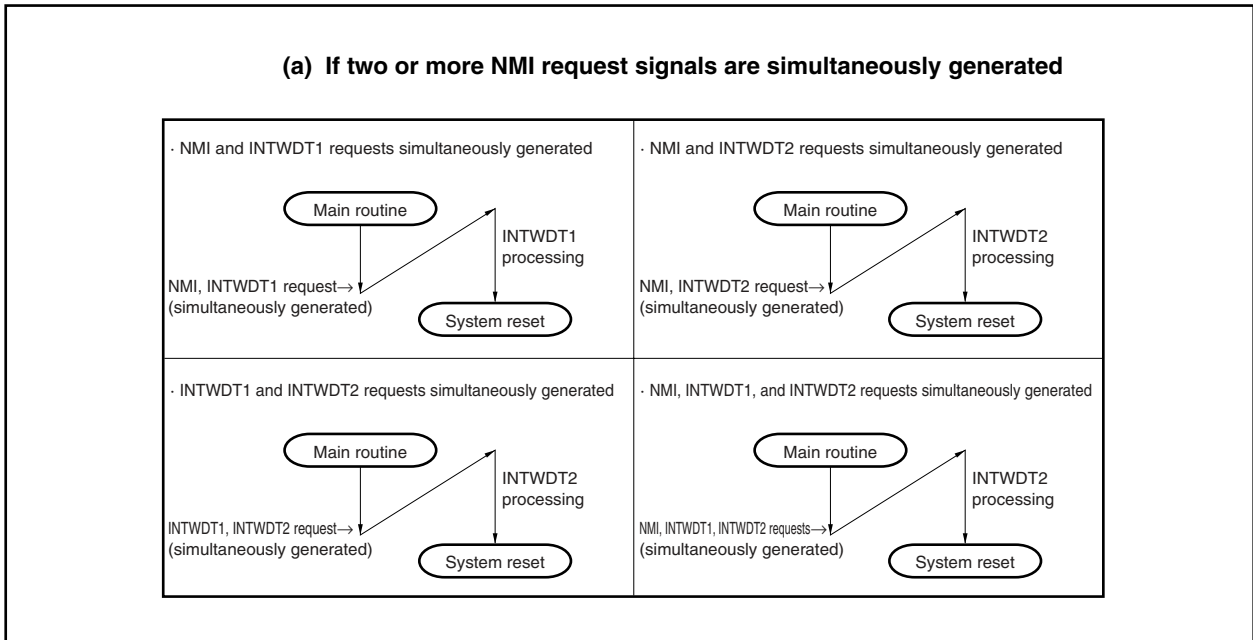 (a) If two or more NMI request signals are simultaneously generated
· NMI and INTWDT1 requests simultaneously generated
Main routine
INTWDT1
processing
NMI, INTWDT1 request→
(simultaneously generated)
System reset
· NMI and INTWDT2 requests simultaneously generated
Main routine
INTWDT2
processing
NMI, INTWDT2 request→
(simultaneously generated)
System reset
· INTWDT1 and INTWDT2 requests simultaneously generated
Main routine
INTWDT2
processing
INTWDT1, INTWDT2 request→
(simultaneously generated)
System reset
· NMI, INTWDT1, and INTWDT2 requests simultaneously generated
Main routine
INTWDT2
processing
NMI, INTWDT1, INTWDT2 requests→
(simultaneously generated)
System reset